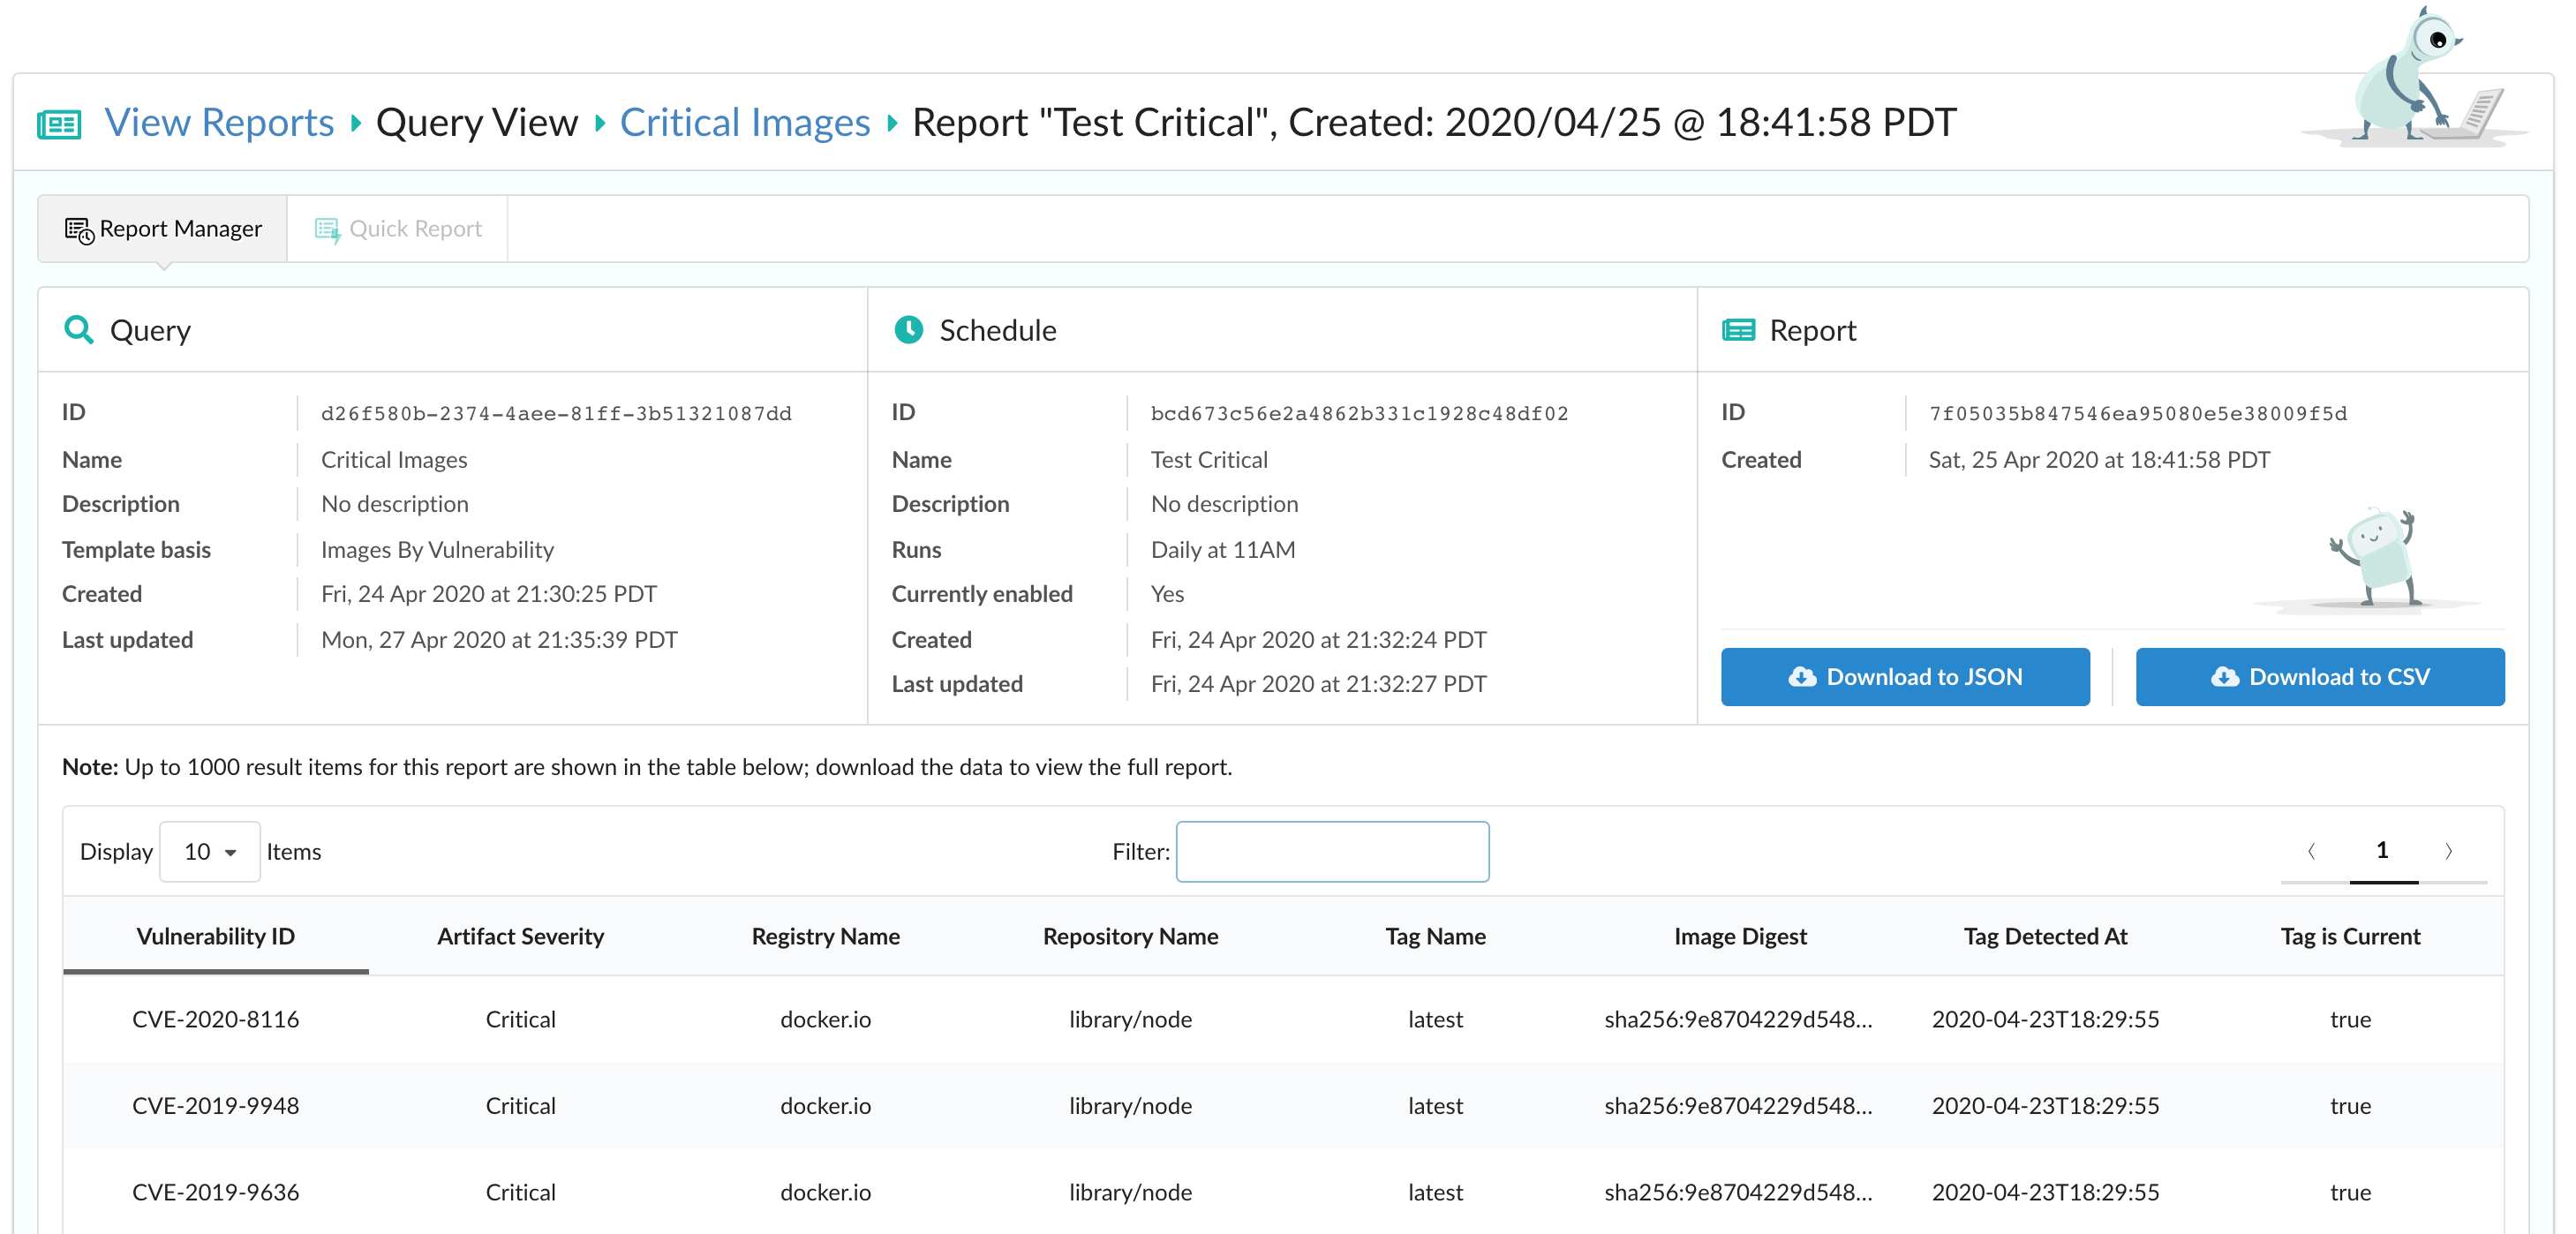 View Reports Query View Critical Images Report "Test Critical", Created: 2020/04/25 @ 18:41:58 PDT
Report Manager Quick Report
Query
ID d26f580b-2374-4aee-81ff-3b51321087dd
Name Critical Images
Description No description
Template basis Images By Vulnerability
Created Fri, 24 Apr 2020 at 21:30:25 PDT
Last updated Mon, 27 Apr 2020 at 21:35:39 PDT
Schedule
ID bcd673c56e2a4862b331c1928c48df02
Name Test Critical
Description No description
Runs Daily at 11AM
Currently enabled Yes
Created Fri, 24 Apr 2020 at 21:32:24 PDT
Last updated Fri, 24 Apr 2020 at 21:32:27 PDT
Report
ID 7f05035b847546ea95080e5e38009f5d
Created Sat, 25 Apr 2020 at 18:41:58 PDT
Download to JSON Download to CSV
Note: Up to 1000 result items for this report are shown in the table below; download the data to view the full report.
Display 10 Items Filter: 1
Vulnerability ID Artifact Severity Registry Name Repository Name Tag Name Image Digest Tag Detected At Tag is Current
CVE-2020-8116 Critical docker.io library/node latest sha256:9e8704229d548... 2020-04-23T18:29:55 true
CVE-2019-9948 Critical docker.io library/node latest sha256:9e8704229d548... 2020-04-23T18:29:55 true
CVE-2019-9636 Critical docker.io library/node latest sha256:9e8704229d548... 2020-04-23T18:29:55 true